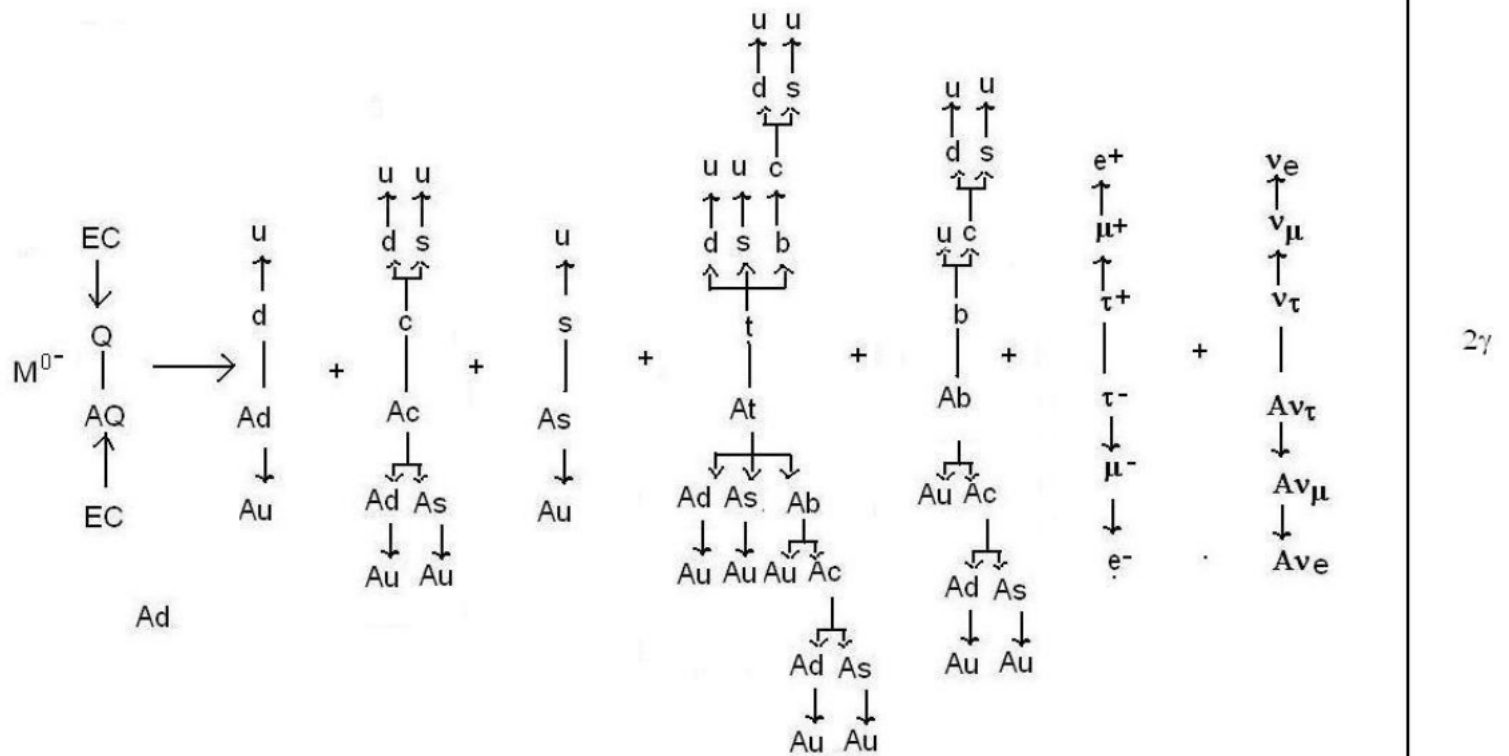 u u
d s
u u
d s
u u c
u u
e+ νe
EC
u
d s
u
d s b
u c
μ+ νμ
Q
d
c
s
t
b
τ+ ντ
M0-
+
+
+
+
+
+
2γ
AQ
Ad
Ac
As
At
Ab
τ- Aντ
EC
Au
Ad As
Au
Ad As Ab
Au Ac
μ- Aνμ
Au Au
Au Au Au Ac
Ad As
e- Aνe
Ad
Ad As
Au Au
Au Au